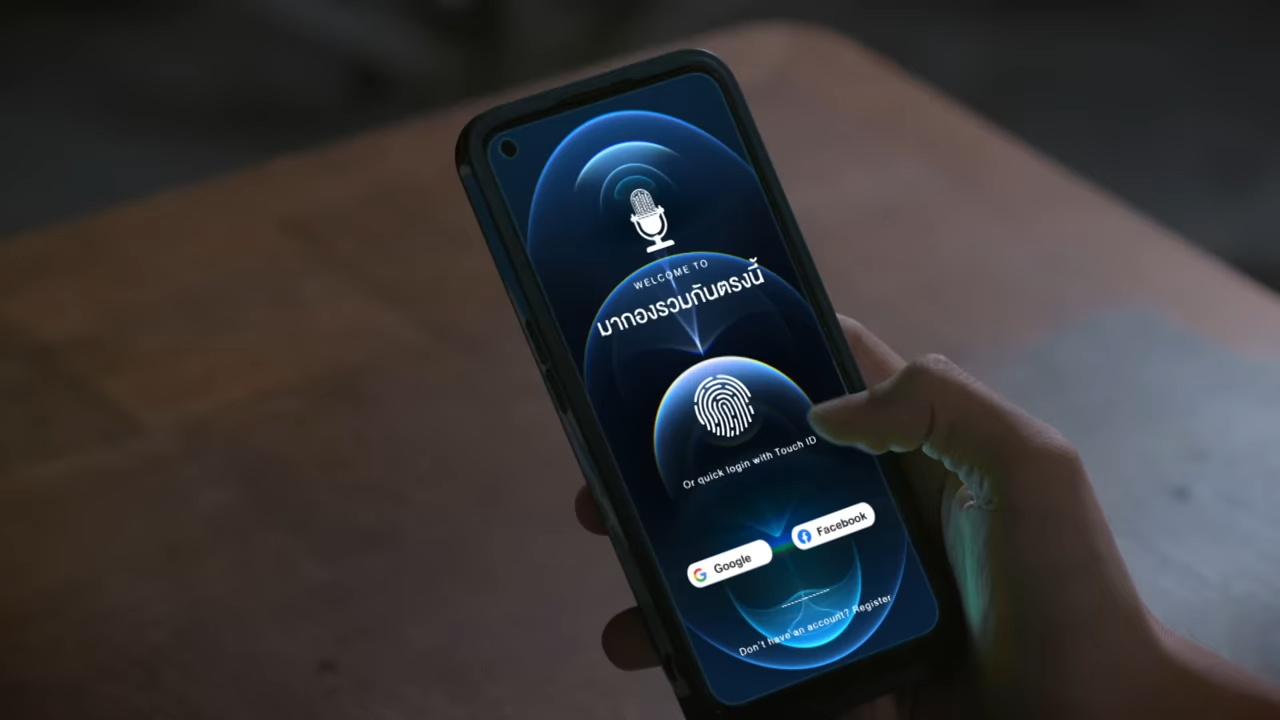 WELCOME TO
มากองรวมกันตรงนี้
Or quick login with Touch ID
Google
Facebook
Don't have an account? Register